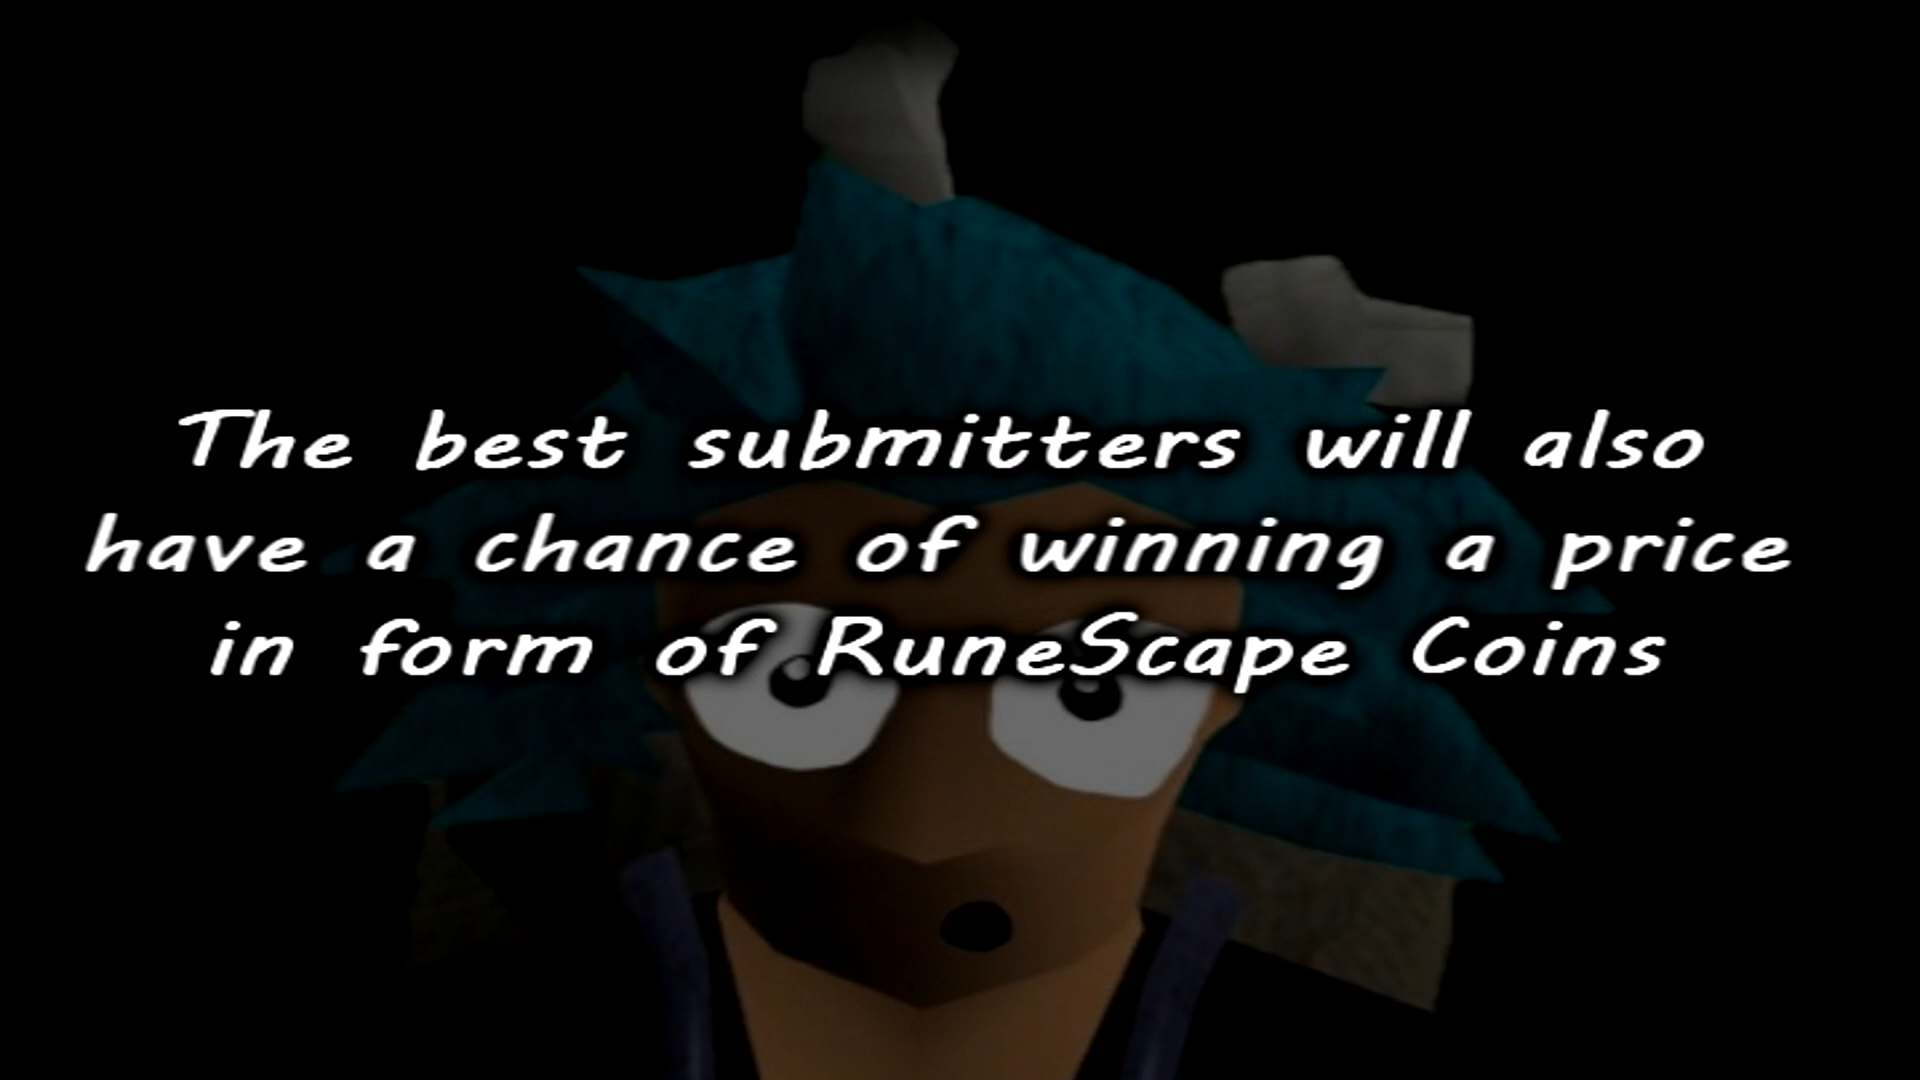 The best submitters will also
have a chance of winning a price
in form of RuneScape Coins